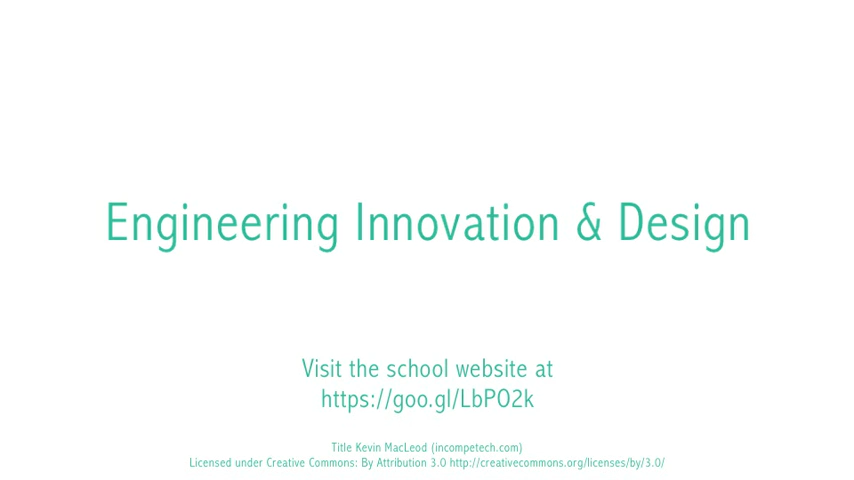 Engineering Innovation & Design
Visit the school website at
https://goo.gl/LbPO2k
Title Kevin MacLeod (incompetech.com)
Licensed under Creative Commons: By Attribution 3.0 http://creativecommons.org/licenses/by/3.0/